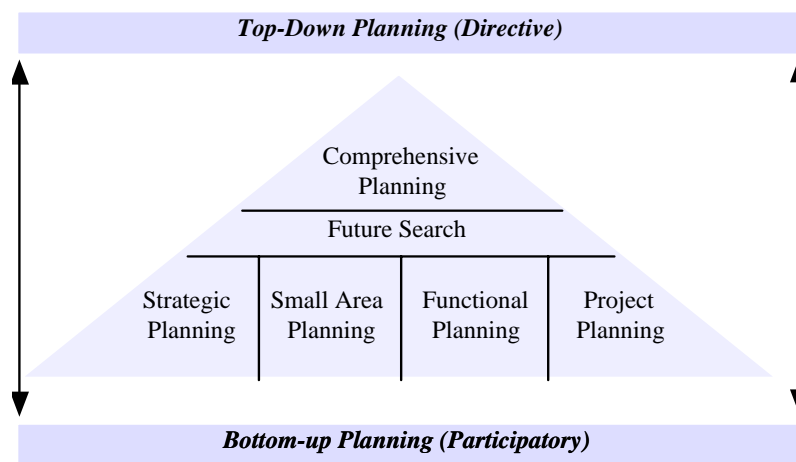 Top-Down Planning (Directive)
Comprehensive
Planning
Future Search
Strategic
Planning
Small Area
Planning
Functional
Planning
Project
Planning
Bottom-up Planning (Participatory)